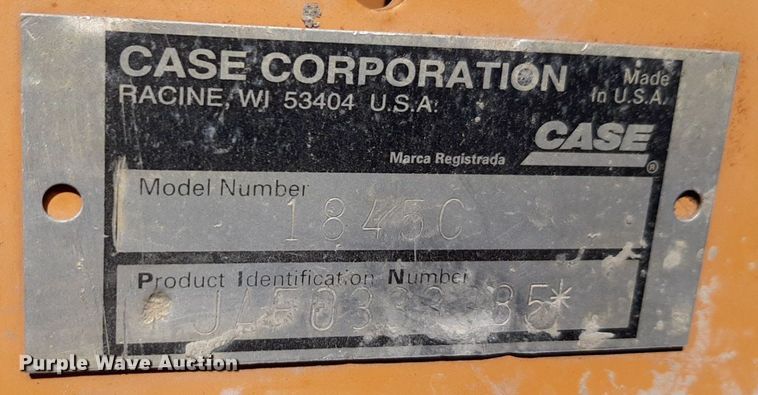 CASE CORPORATION
RACINE, WI 53404 U.S.A.
Made
In U.S.A.
CASE
Marca Registrada
®
Model Number
1845C
Product Identification Number
Purple Wave Auction